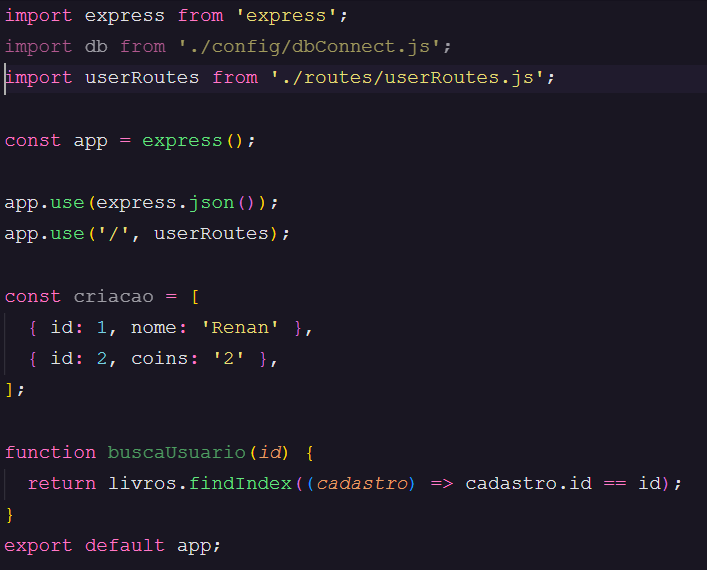 import express from 'express';
import db from './config/dbConnect.js';
import userRoutes from './routes/userRoutes.js';
const app = express();
app.use(express.json());
app.use('/', userRoutes);
const criacao = [
{ id: 1, nome: 'Renan' },
{ id: 2, coins: '2' },
];
function buscaUsuario(id) {
return livros.findIndex((cadastro) => cadastro.id == id);
}
export default app;